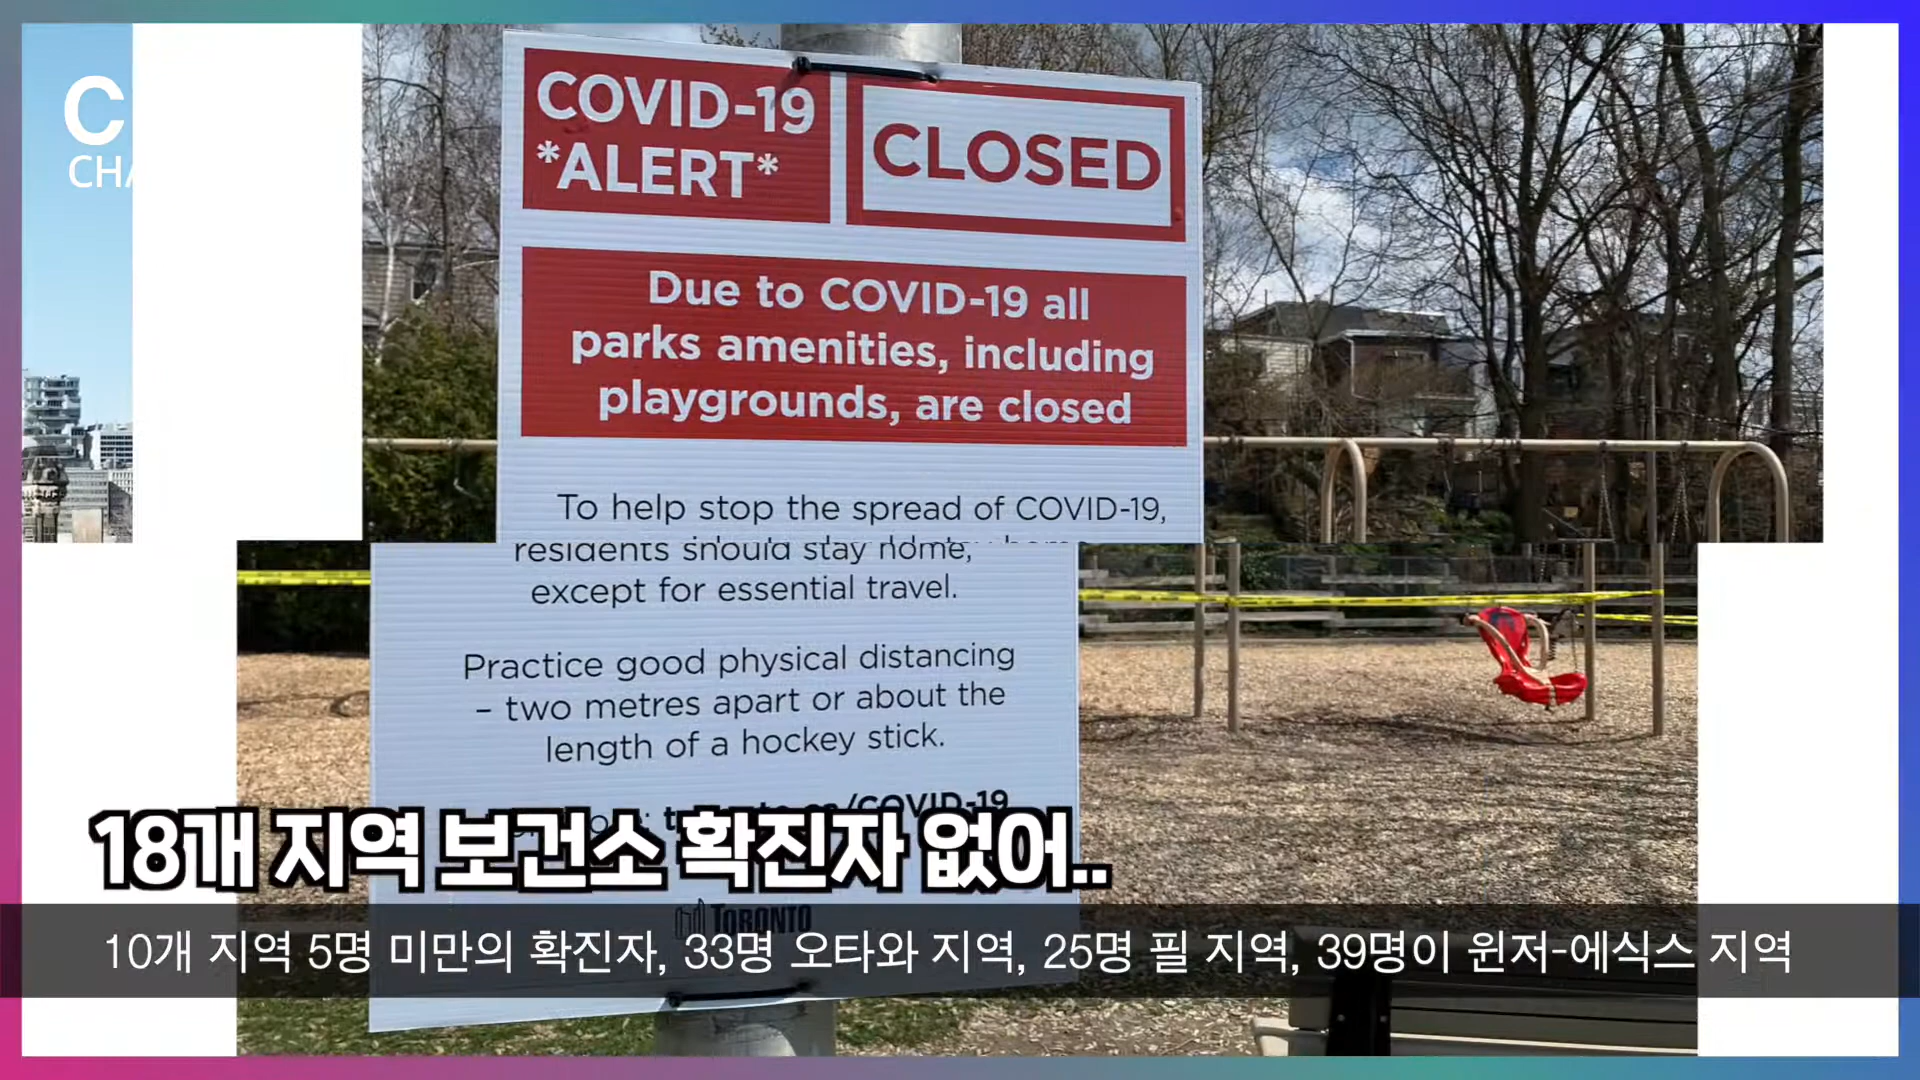 C
CHA
COVID-19
*ALERT*
CLOSED
Due to COVID-19 all
parks amenities, including
playgrounds, are closed
To help stop the spread of COVID-19,
residents should stay home,
except for essential travel.
Practice good physical distancing
– two metres apart or about the
length of a hockey stick.
/COVID-19
18개 지역 보건소 확진자 없어..
TORONTO
10개 지역 5명 미만의 확진자, 33명 오타와 지역, 25명 필 지역, 39명이 윈저-에식스 지역